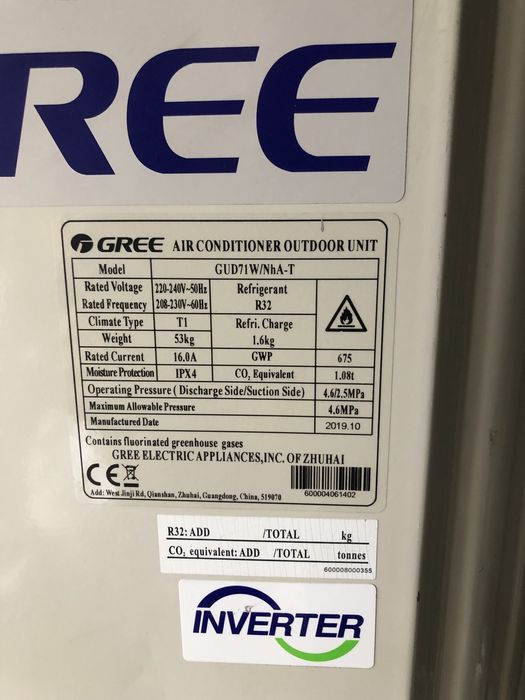 REE
GREE AIR CONDITIONER OUTDOOR UNIT
Model GUD71W/NhA-T
Rated Voltage 220-240V~50Hz Refrigerant
Rated Frequency 208-230V~60Hz R32
Climate Type T1 Refri. Charge
Weight 53kg 1.6kg
Rated Current 16.0A GWP 675
Moisture Protection IPX4 CO₂ Equivalent 1.08t
Operating Pressure ( Discharge Side/Suction Side) 4.6/2.5MPa
Maximum Allowable Pressure 4.6MPa
Manufactured Date 2019.10
Contains fluorinated greenhouse gases
GREE ELECTRIC APPLIANCES,INC. OF ZHUHAI
CE
600004061402
Add: West Jinji Rd, Qianshan, Zhuhai, Guangdong, China, 519070
R32: ADD /TOTAL kg
CO₂ equivalent: ADD /TOTAL tonnes
600008000355
INVERTER